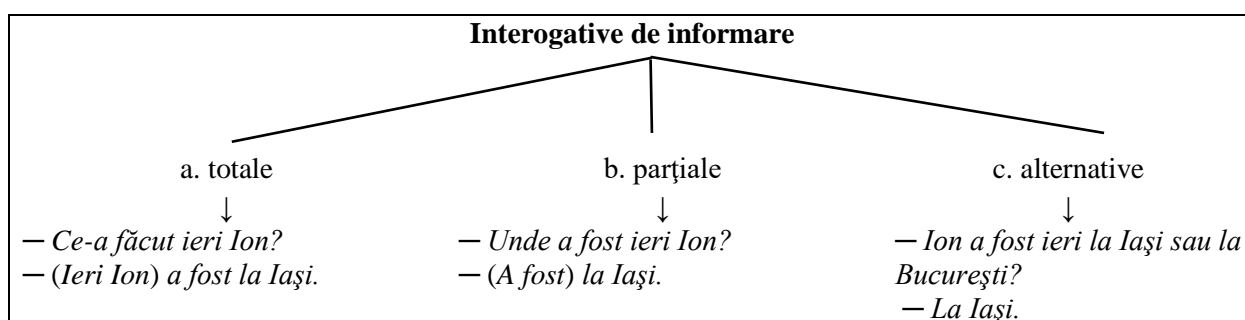 Interogative de informare
a. totale
↓
─ Ce-a făcut ieri Ion?
─ (Ieri Ion) a fost la Iaşi.
b. parţiale
↓
─ Unde a fost ieri Ion?
─ (A fost) la Iaşi.
c. alternative
↓
─ Ion a fost ieri la Iaşi sau la
Bucureşti?
─ La Iaşi.